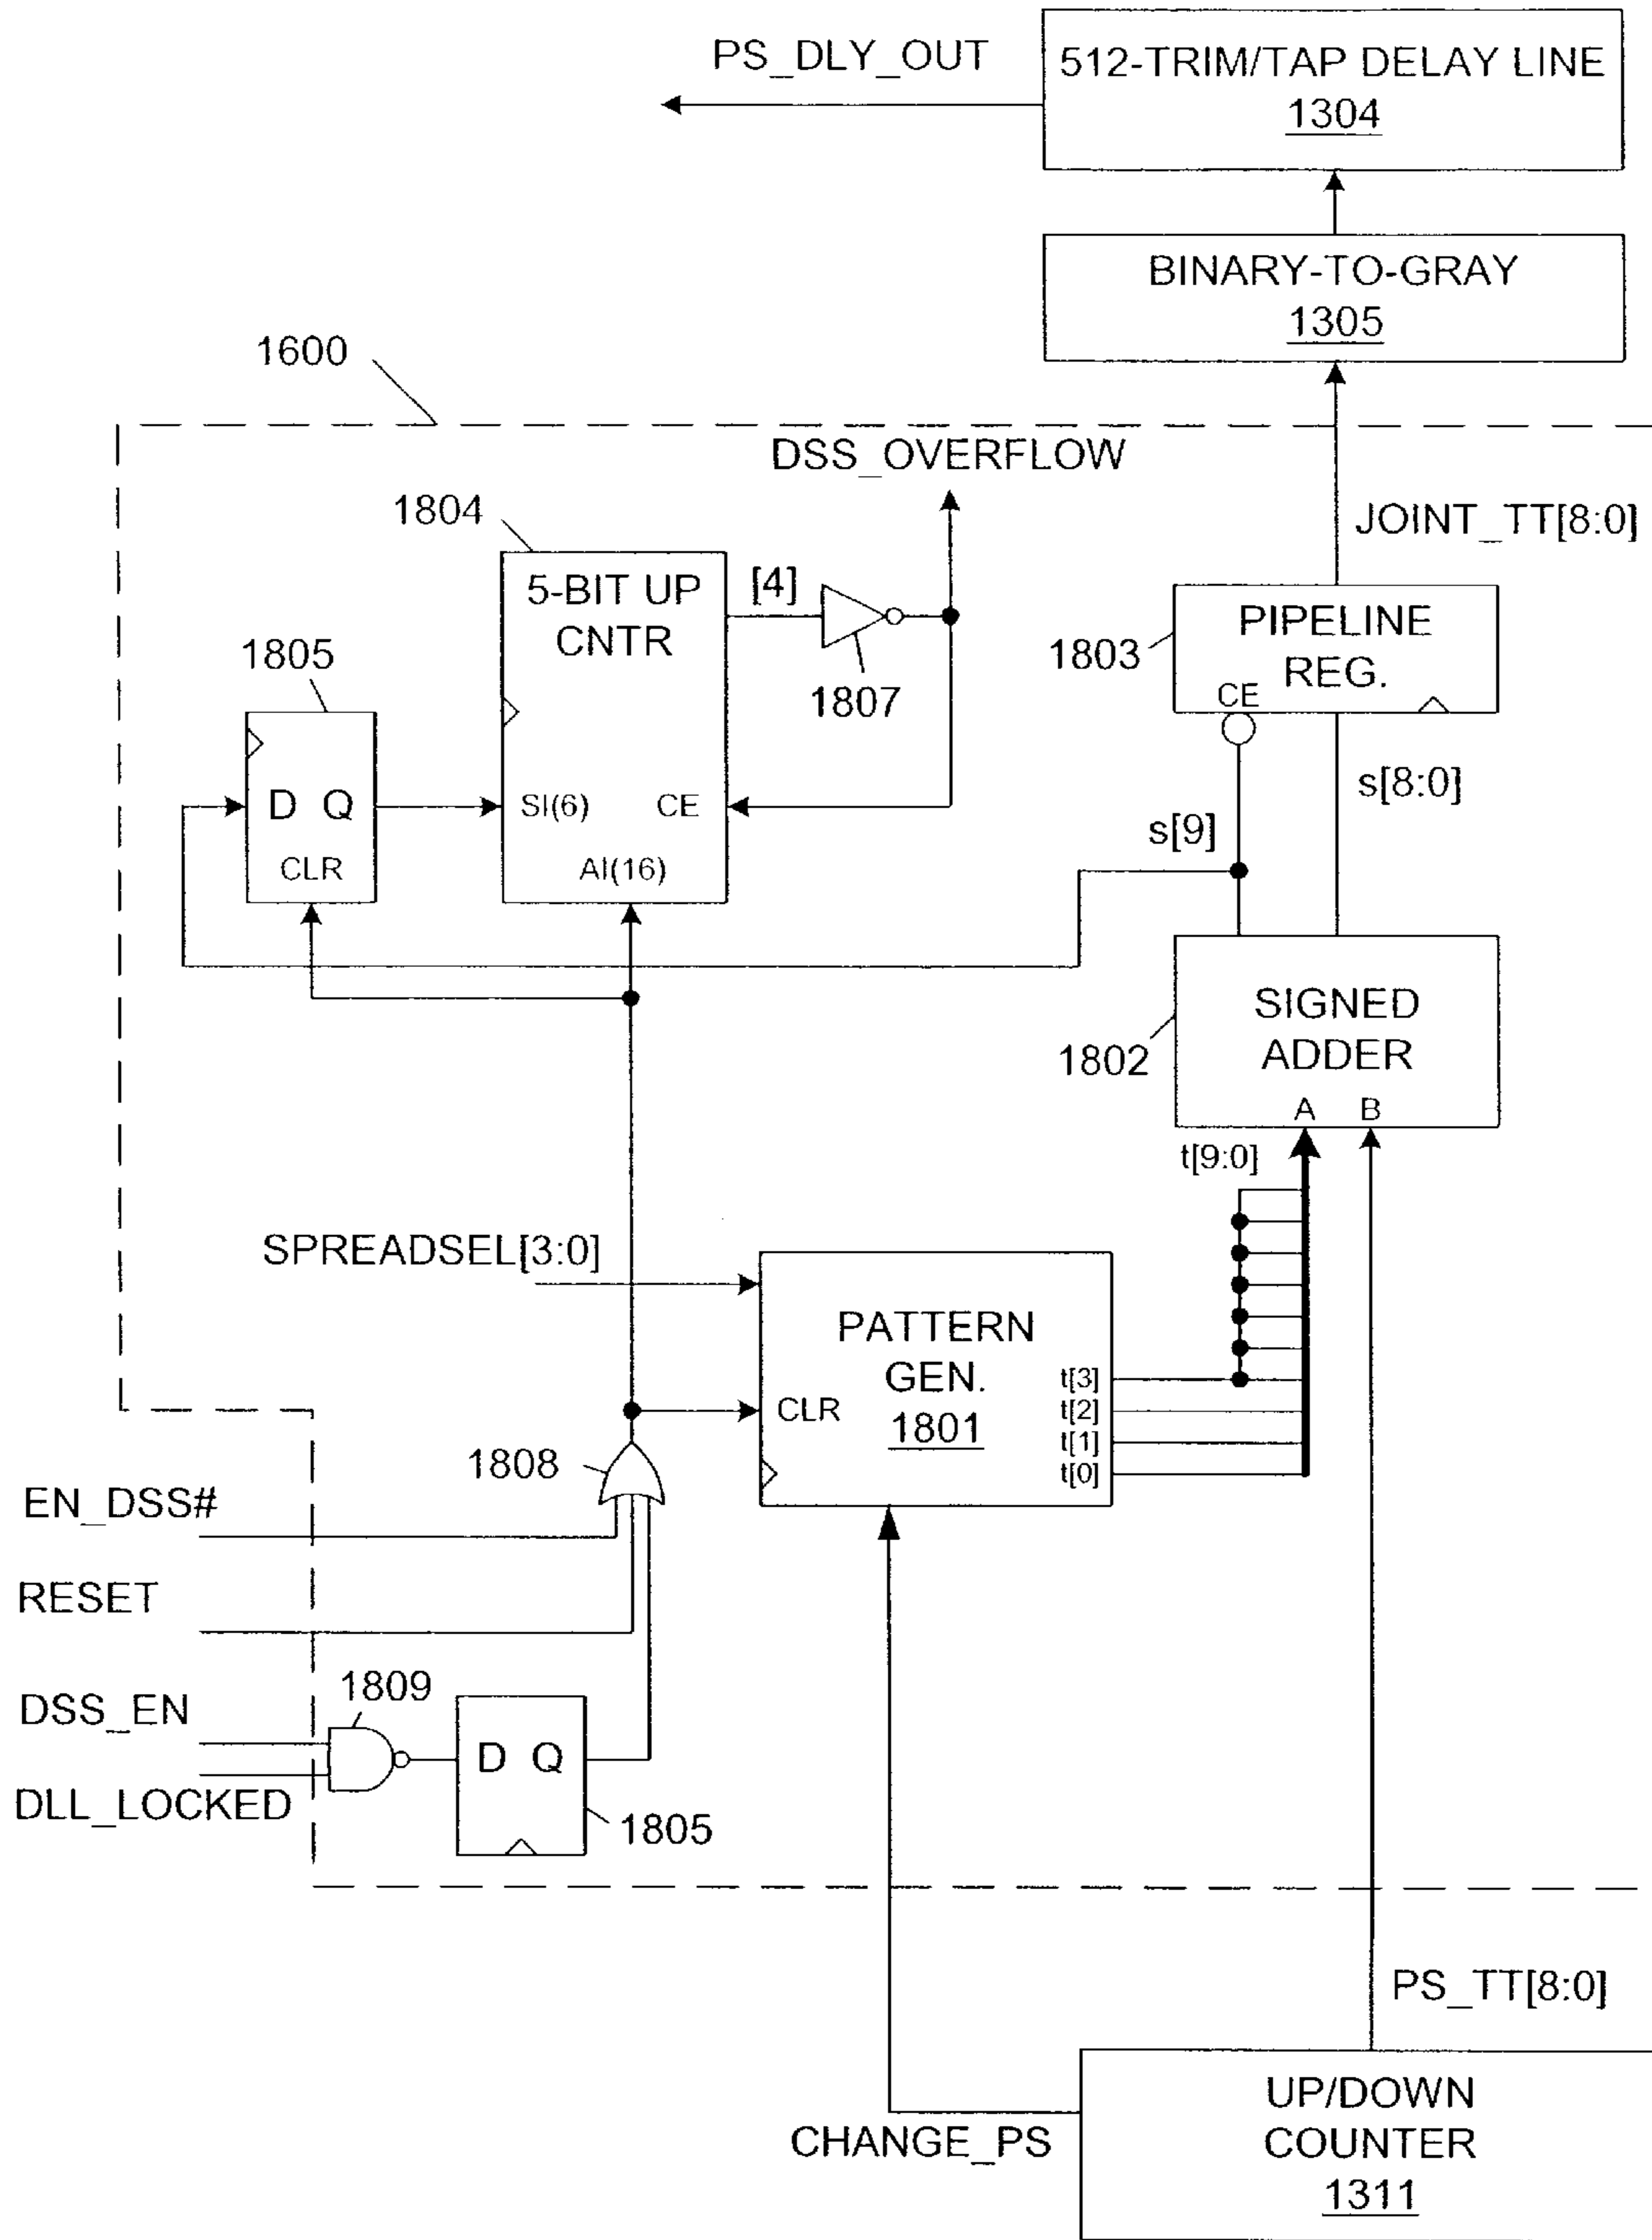 PS_DLY_OUT
512-TRIM/TAP DELAY LINE
1304
BINARY-TO-GRAY
1305
1600
DSS_OVERFLOW
JOINT_TT[8:0]
1804
5-BIT UP
CNTR
[4]
1807
SI(6)
CE
AI(16)
1805
D Q
CLR
PIPELINE
REG.
CE
1803
s[9]
s[8:0]
SIGNED
ADDER
A B
1802
t[9:0]
SPREADSEL[3:0]
PATTERN
GEN.
1801
CLR
t[3]
t[2]
t[1]
t[0]
1808
EN_DSS#
RESET
DSS_EN
DLL_LOCKED
1809
D Q
1805
PS_TT[8:0]
CHANGE_PS
UP/DOWN
COUNTER
1311